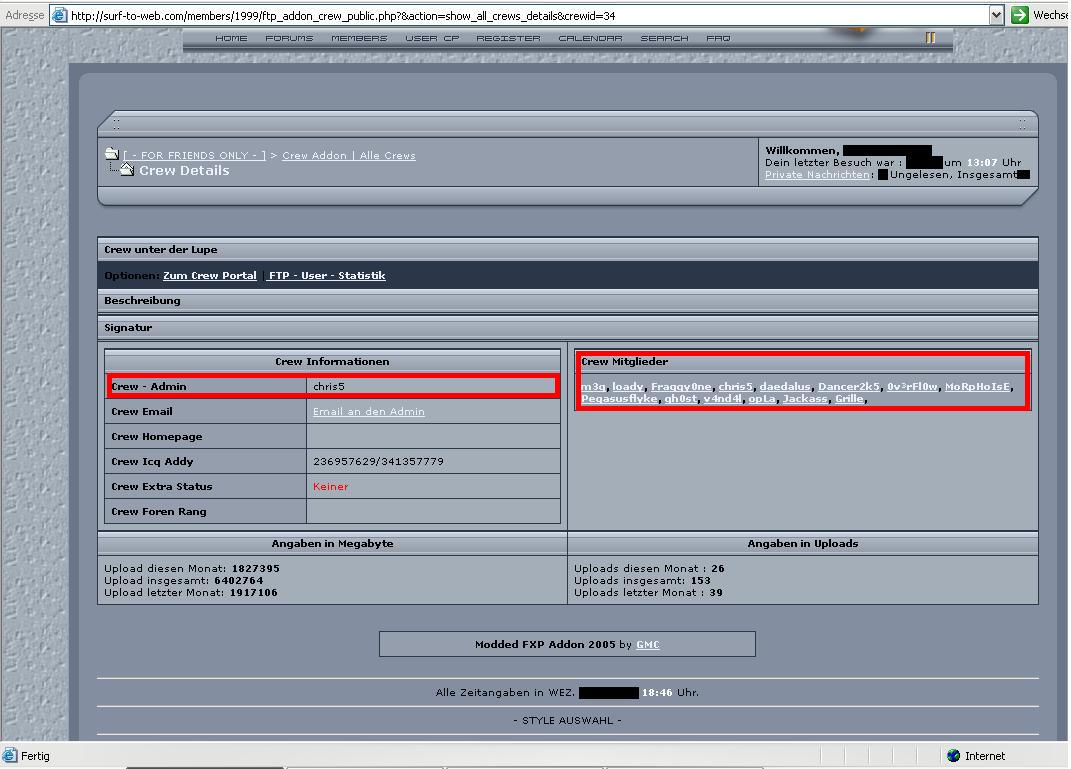 Adresse http://surf-to-web.com/members/1999/ftp_addon_crew_public.php?&action=show_all_crews_details&crewid=34 Wechse
HOME FORUMS MEMBERS USER CP REGISTER CALENDAR SEARCH FAQ
[ - FOR FRIENDS ONLY - ] > Crew Addon | Alle Crews
Crew Details
Willkommen,
Dein letzter Besuch war : um 13:07 Uhr
Private Nachrichten: Ungelesen, Insgesamt
Crew unter der Lupe
Optionen: Zum Crew Portal | FTP - User - Statistik
Beschreibung
Signatur
Crew Informationen
Crew - Admin chris5
Crew Email Email an den Admin
Crew Homepage
Crew Icq Addy 236957629/341357779
Crew Extra Status Keiner
Crew Foren Rang
Crew Mitglieder
m3q, loady, Fraggy0ne, chris5, daedalus, Dancer2k5, 0v³rFl0w, MoRpHoIsE,
Pegasusflyke, gh0st, v4nd4l, opLa, Jackass, Grille,
Angaben in Megabyte
Upload diesen Monat: 1827395
Upload insgesamt: 6402764
Upload letzter Monat: 1917106
Angaben in Uploads
Uploads diesen Monat : 26
Uploads insgesamt: 153
Uploads letzter Monat : 39
Modded FXP Addon 2005 by GMC
Alle Zeitangaben in WEZ. 18:46 Uhr.
- STYLE AUSWAHL -
Fertig
Internet